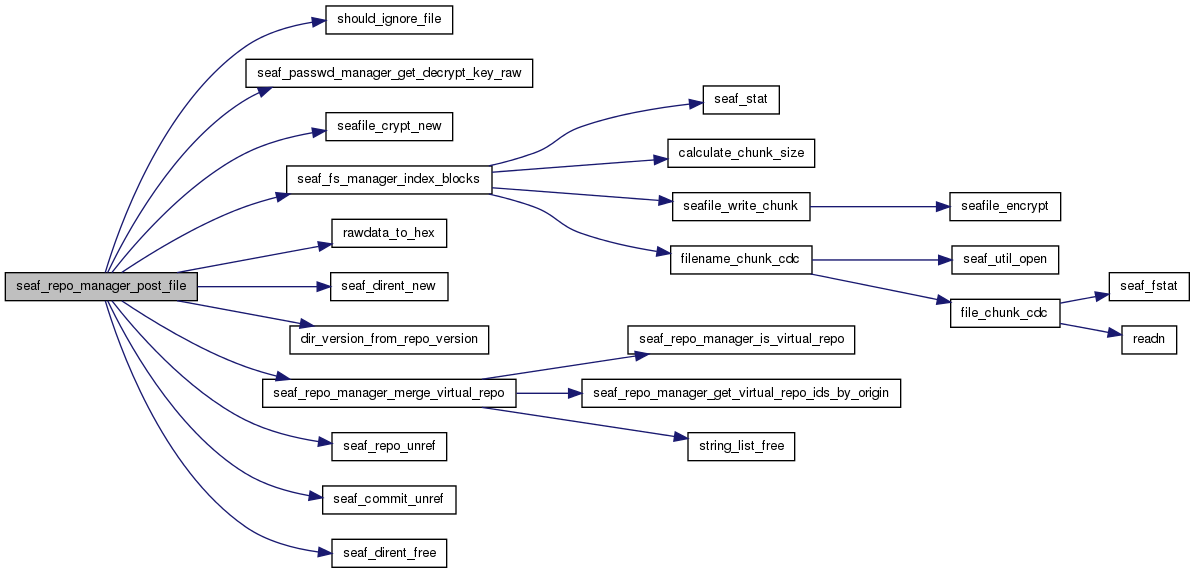 should_ignore_file
seaf_passwd_manager_get_decrypt_key_raw
seaf_stat
seafile_crypt_new
calculate_chunk_size
seaf_fs_manager_index_blocks
seafile_write_chunk
seafile_encrypt
rawdata_to_hex
filename_chunk_cdc
seaf_util_open
seaf_repo_manager_post_file
seaf_dirent_new
seaf_fstat
file_chunk_cdc
dir_version_from_repo_version
seaf_repo_manager_is_virtual_repo
readn
seaf_repo_manager_merge_virtual_repo
seaf_repo_manager_get_virtual_repo_ids_by_origin
seaf_repo_unref
string_list_free
seaf_commit_unref
seaf_dirent_free